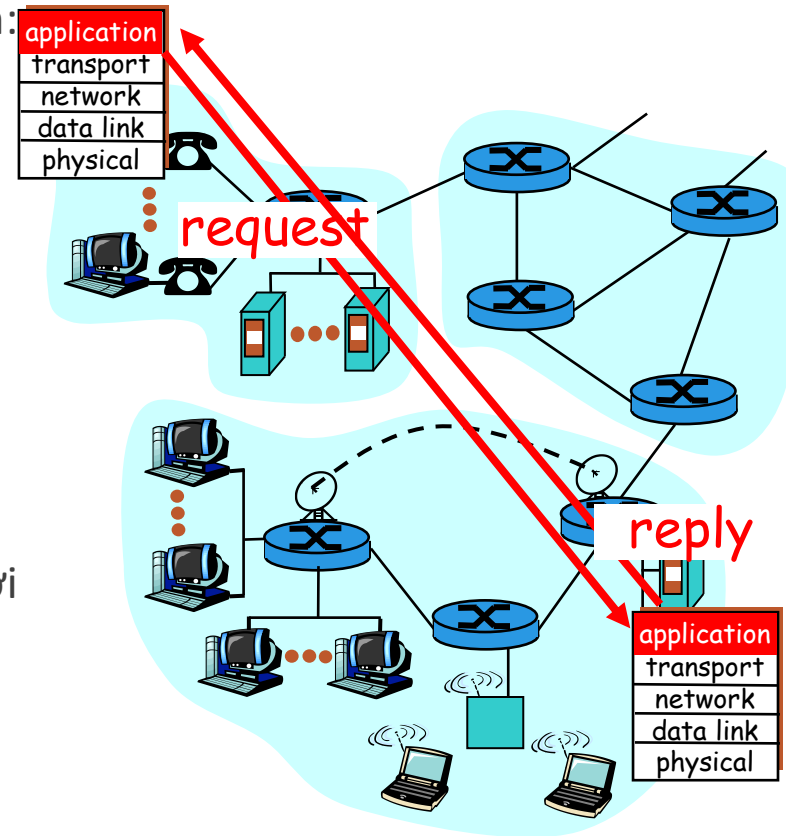 application
transport
network
data link
physical
request
reply
application
transport
network
data link
physical